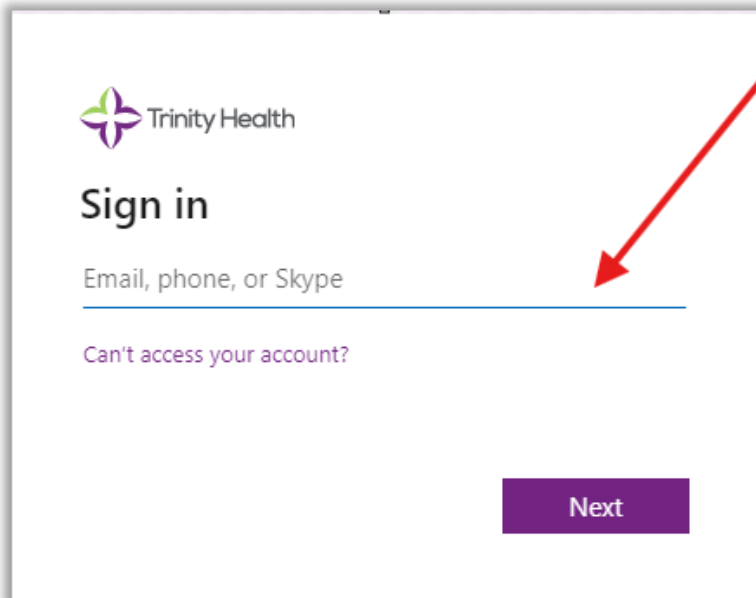 Trinity Health
Sign in
Email, phone, or Skype
Can't access your account?
Next